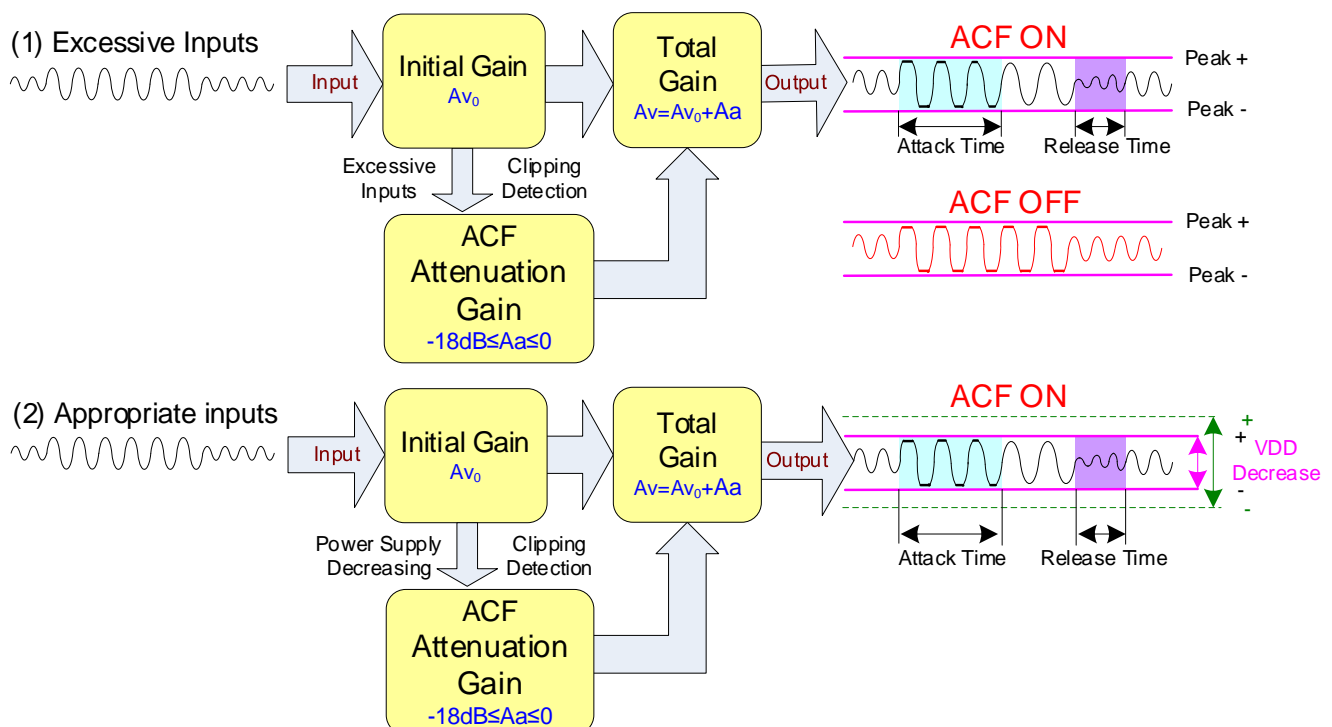 (1) Excessive Inputs
Input
Initial Gain
Av0
Total
Gain
Av=Av0+Aa
Output
ACF ON
Peak +
Peak -
Attack Time
Release Time
Excessive
Inputs
Clipping
Detection
ACF
Attenuation
Gain
-18dB≤Aa≤0
ACF OFF
Peak +
Peak -
(2) Appropriate inputs
Input
Initial Gain
Av0
Total
Gain
Av=Av0+Aa
Output
ACF ON
+
+
VDD
Decrease
-
-
Attack Time
Release Time
Power Supply
Decreasing
Clipping
Detection
ACF
Attenuation
Gain
-18dB≤Aa≤0